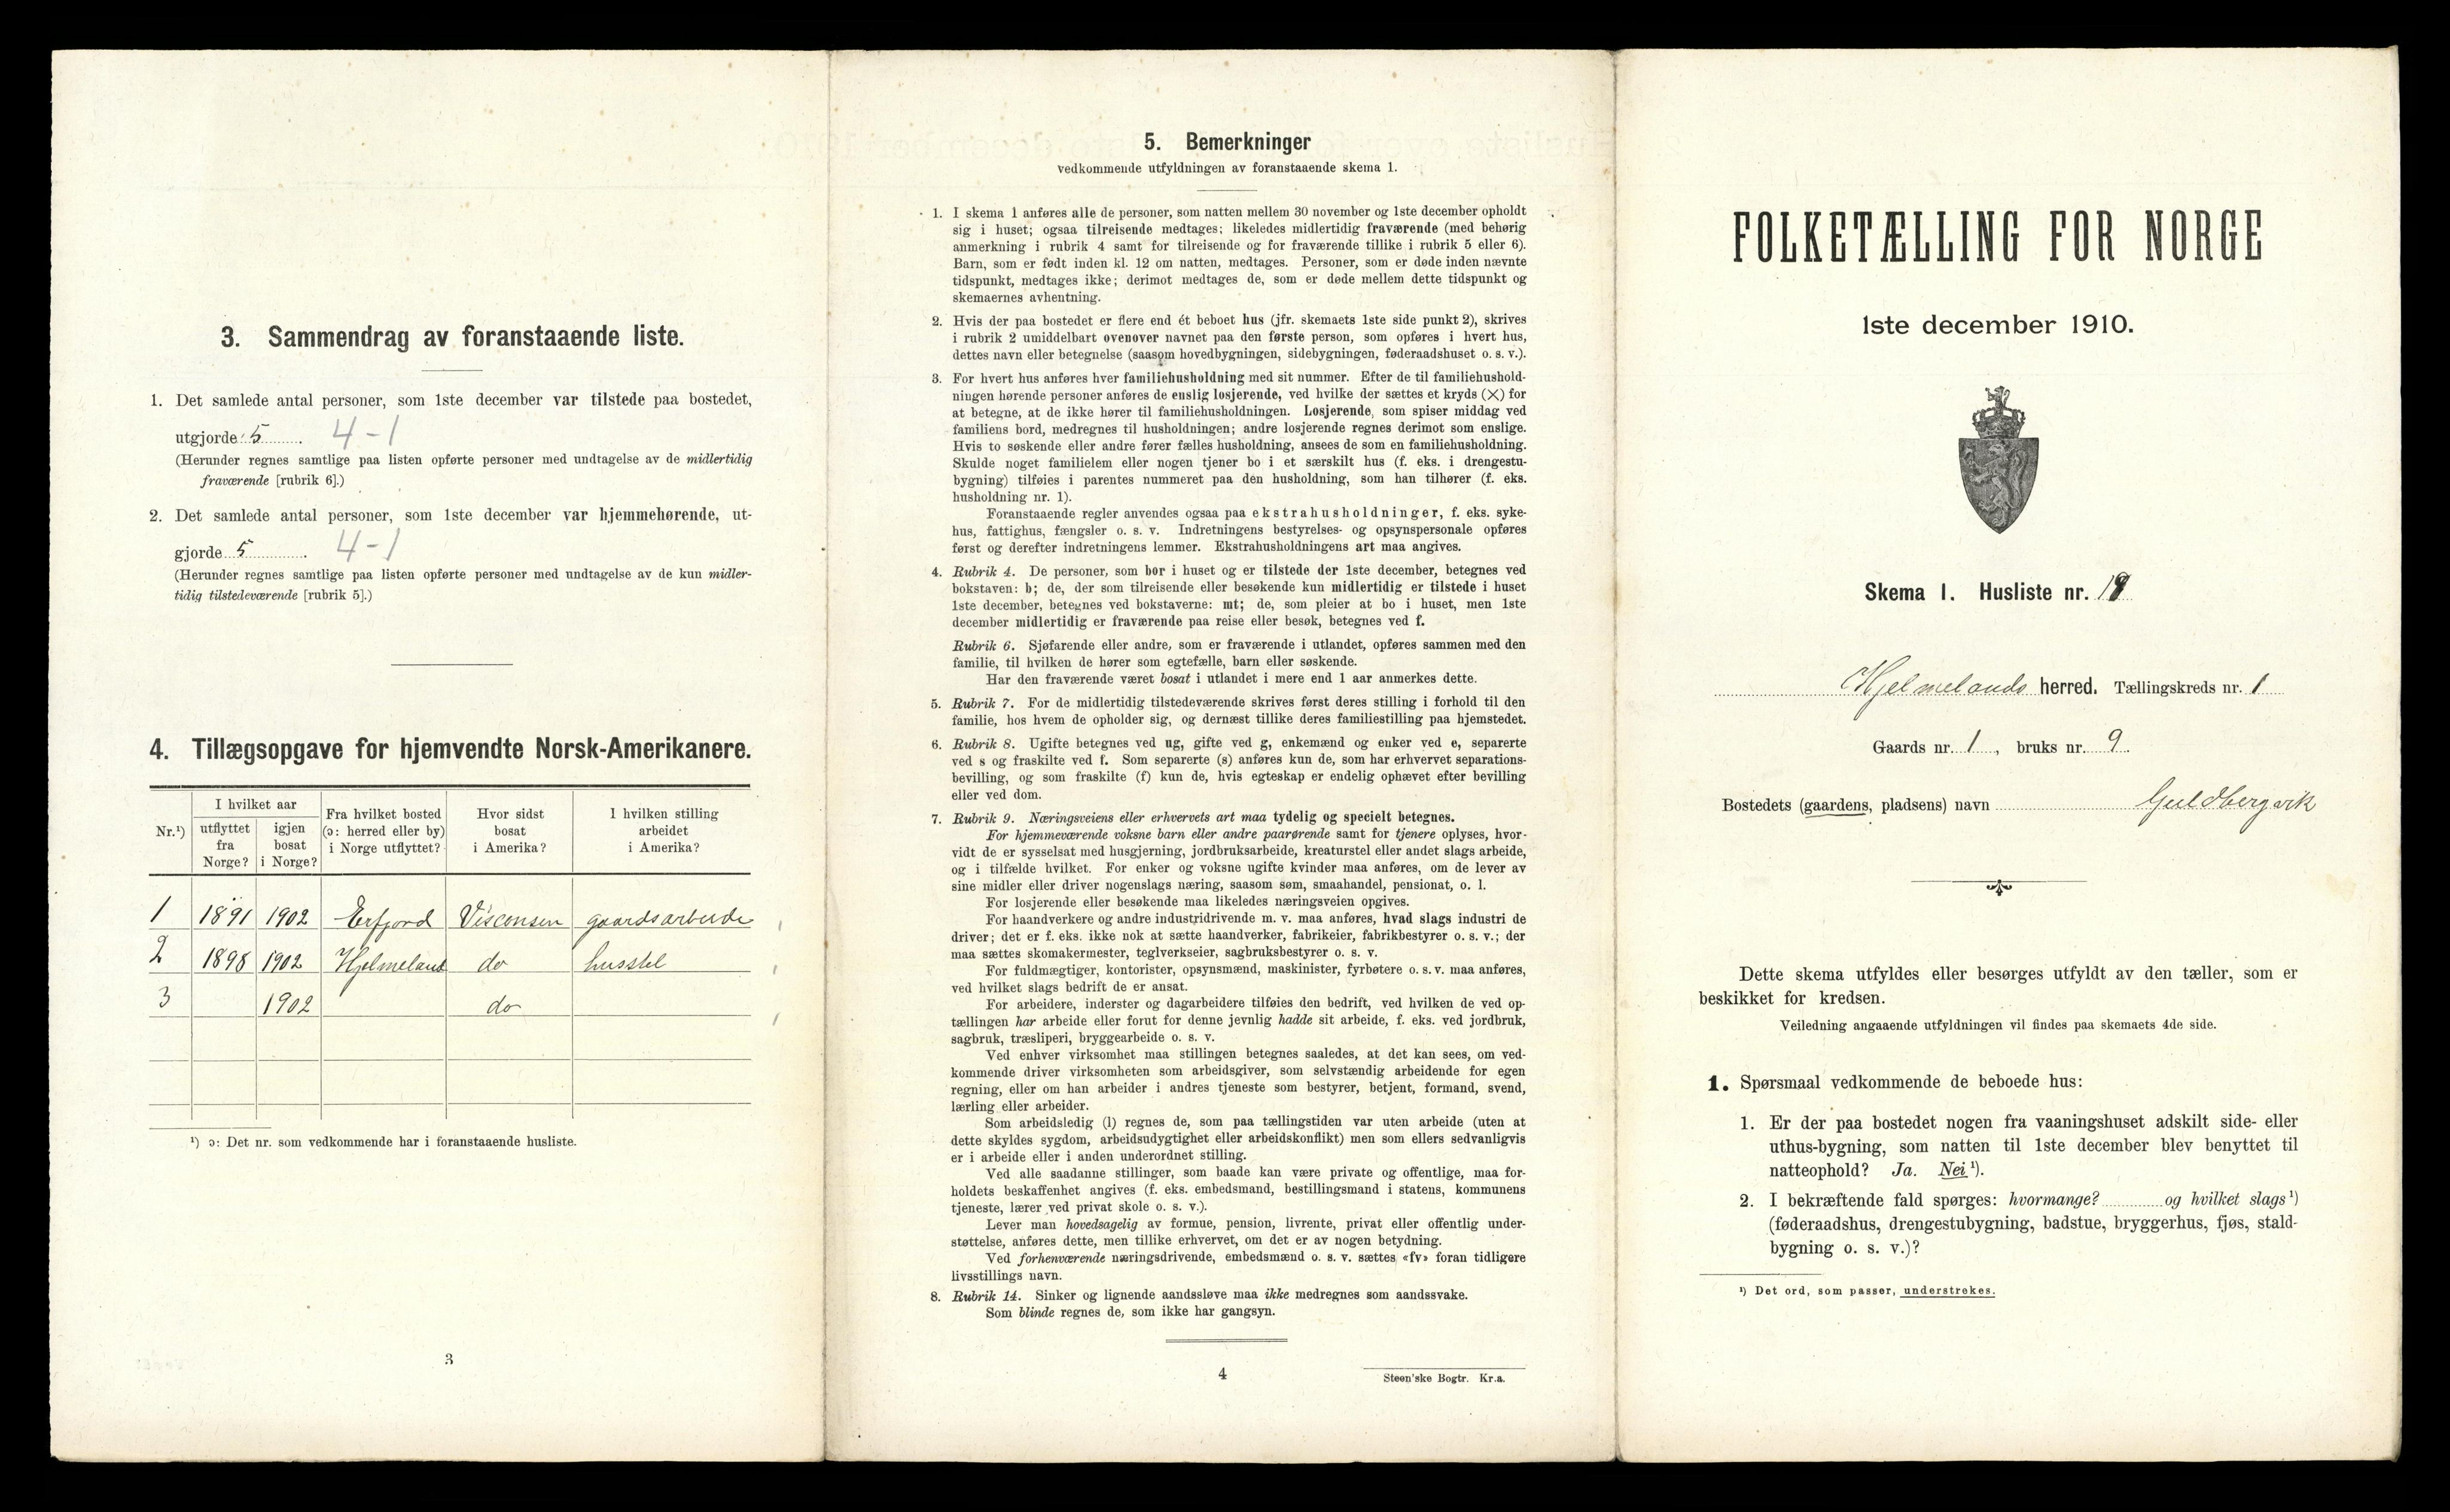 3. Sammendrag av foranstaaende liste.
1. Det samlede antal personer, som 1ste december var tilstede paa bostedet,
utgjorde 5. 4-1
(Herunder regnes samtlige paa listen opførte personer med undtagelse av de midlertidig
fraværende [rubrik 6].)
2. Det samlede antal personer, som 1ste december var hjemmehørende, ut-
gjorde 5. 4-1
(Herunder regnes samtlige paa listen opførte personer med undtagelse av de kun midler-
tidig tilstedeværende [rubrik 5].)
4. Tillægsopgave for hjemvendte Norsk-Amerikanere.
Nr.¹) I hvilket aar utflyttet fra Norge? igjen bosat i Norge? Fra hvilket bosted (ɔ: herred eller by) i Norge utflyttet? Hvor sidst bosat i Amerika? I hvilken stilling arbeidet i Amerika?
1 1891 1902 Erfjord Visconsen gaardsarbeide
2 1898 1902 Hjelmeland do husstel
3 1902 do
¹) ɔ: Det nr. som vedkommende har i foranstaaende husliste.
3
5. Bemerkninger
vedkommende utfyldningen av foranstaaende skema 1.
1. I skema 1 anføres alle de personer, som natten mellem 30 november og 1ste december opholdt
sig i huset; ogsaa tilreisende medtages; likeledes midlertidig fraværende (med behørig
anmerkning i rubrik 4 samt for tilreisende og for fraværende tillike i rubrik 5 eller 6).
Barn, som er født inden kl. 12 om natten, medtages. Personer, som er døde inden nævnte
tidspunkt, medtages ikke; derimot medtages de, som er døde mellem dette tidspunkt og
skemaernes avhentning.
2. Hvis der paa bostedet er flere end ét beboet hus (jfr. skemaets 1ste side punkt 2), skrives
i rubrik 2 umiddelbart ovenover navnet paa den første person, som opføres i hvert hus,
dettes navn eller betegnelse (saasom hovedbygningen, sidebygningen, føderaadshuset o. s. v.).
3. For hvert hus anføres hver familiehusholdning med sit nummer. Efter de til familiehushold-
ningen hørende personer anføres de enslig losjerende, ved hvilke der sættes et kryds (×) for
at betegne, at de ikke hører til familiehusholdningen. Losjerende, som spiser middag ved
familiens bord, medregnes til husholdningen; andre losjerende regnes derimot som enslige.
Hvis to søskende eller andre fører fælles husholdning, ansees de som en familiehusholdning.
Skulde noget familielem eller nogen tjener bo i et særskilt hus (f. eks. i drengestu-
bygning) tilføies i parentes nummeret paa den husholdning, som han tilhører (f. eks.
husholdning nr. 1).
Foranstaaende regler anvendes ogsaa paa ekstrahusholdninger, f. eks. syke-
hus, fattighus, fængsler o. s. v. Indretningens bestyrelses- og opsynspersonale opføres
først og derefter indretningens lemmer. Ekstrahusholdningens art maa angives.
4. Rubrik 4. De personer, som bor i huset og er tilstede der 1ste december, betegnes ved
bokstaven: b; de, der som tilreisende eller besøkende kun midlertidig er tilstede i huset
1ste december, betegnes ved bokstaverne: mt; de, som pleier at bo i huset, men 1ste
december midlertidig er fraværende paa reise eller besøk, betegnes ved f.
Rubrik 6. Sjøfarende eller andre, som er fraværende i utlandet, opføres sammen med den
familie, til hvilken de hører som egtefælle, barn eller søskende.
Har den fraværende været bosat i utlandet i mere end 1 aar anmerkes dette.
5. Rubrik 7. For de midlertidig tilstedeværende skrives først deres stilling i forhold til den
familie, hos hvem de opholder sig, og dernæst tillike deres familiestilling paa hjemstedet.
6. Rubrik 8. Ugifte betegnes ved ug, gifte ved g, enkemænd og enker ved e, separerte
ved s og fraskilte ved f. Som separerte (s) anføres kun de, som har erhvervet separations-
bevilling, og som fraskilte (f) kun de, hvis egteskap er endelig ophævet efter bevilling
eller ved dom.
7. Rubrik 9. Næringsveiens eller erhvervets art maa tydelig og specielt betegnes.
For hjemmeværende voksne barn eller andre paarørende samt for tjenere oplyses, hvor-
vidt de er sysselsat med husgjerning, jordbruksarbeide, kreaturstel eller andet slags arbeide,
og i tilfælde hvilket. For enker og voksne ugifte kvinder maa anføres, om de lever av
sine midler eller driver nogenslags næring, saasom søm, smaahandel, pensionat, o. l.
For losjerende eller besøkende maa likeledes næringsveien opgives.
For haandverkere og andre industridrivende m. v. maa anføres, hvad slags industri de
driver; det er f. eks. ikke nok at sætte haandverker, fabrikeier, fabrikbestyrer o. s. v.; der
maa sættes skomakermester, teglverkseier, sagbruksbestyrer o. s. v.
For fuldmægtiger, kontorister, opsynsmænd, maskinister, fyrbøtere o. s. v. maa anføres,
ved hvilket slags bedrift de er ansat.
For arbeidere, inderster og dagarbeidere tilføies den bedrift, ved hvilken de ved op-
tællingen har arbeide eller forut for denne jevnlig hadde sit arbeide, f. eks. ved jordbruk,
sagbruk, træsliperi, bryggearbeide o. s. v.
Ved enhver virksomhet maa stillingen betegnes saaledes, at det kan sees, om ved-
kommende driver virksomheten som arbeidsgiver, som selvstændig arbeidende for egen
regning, eller om han arbeider i andres tjeneste som bestyrer, betjent, formand, svend,
lærling eller arbeider.
Som arbeidsledig (l) regnes de, som paa tællingstiden var uten arbeide (uten at
dette skyldes sygdom, arbeidsudygtighet eller arbeidskonflikt) men som ellers sedvanligvis
er i arbeide eller i anden underordnet stilling.
Ved alle saadanne stillinger, som baade kan være private og offentlige, maa for-
holdets beskaffenhet angives (f. eks. embedsmand, bestillingsmand i statens, kommunens
tjeneste, lærer ved privat skole o. s. v.).
Lever man hovedsagelig av formue, pension, livrente, privat eller offentlig under-
støttelse, anføres dette, men tillike erhvervet, om det er av nogen betydning.
Ved forhenværende næringsdrivende, embedsmænd o. s. v. sættes «fv» foran tidligere
livsstillings navn.
8. Rubrik 14. Sinker og lignende aandssløve maa ikke medregnes som aandssvake.
Som blinde regnes de, som ikke har gangsyn.
4
Steen'ske Bogtr. Kr.a.
FOLKETÆLLING FOR NORGE
1ste december 1910.
Skema 1. Husliste nr.
Hjelmelands herred. Tællingskreds nr. 1
Gaards nr. 1, bruks nr. 9.
Bostedets (gaardens, pladsens) navn Guldbergvik
Dette skema utfyldes eller besørges utfyldt av den tæller, som er
beskikket for kredsen.
Veiledning angaaende utfyldningen vil findes paa skemaets 4de side.
1. Spørsmaal vedkommende de beboede hus:
1. Er der paa bostedet nogen fra vaaningshuset adskilt side- eller
uthus-bygning, som natten til 1ste december blev benyttet til
natteophold? Ja. Nei ¹).
2. I bekræftende fald spørges: hvormange? og hvilket slags ¹)
(føderaadshus, drengestubygning, badstue, bryggerhus, fjøs, stald-
bygning o. s. v.)?
¹) Det ord, som passer, understrekes.